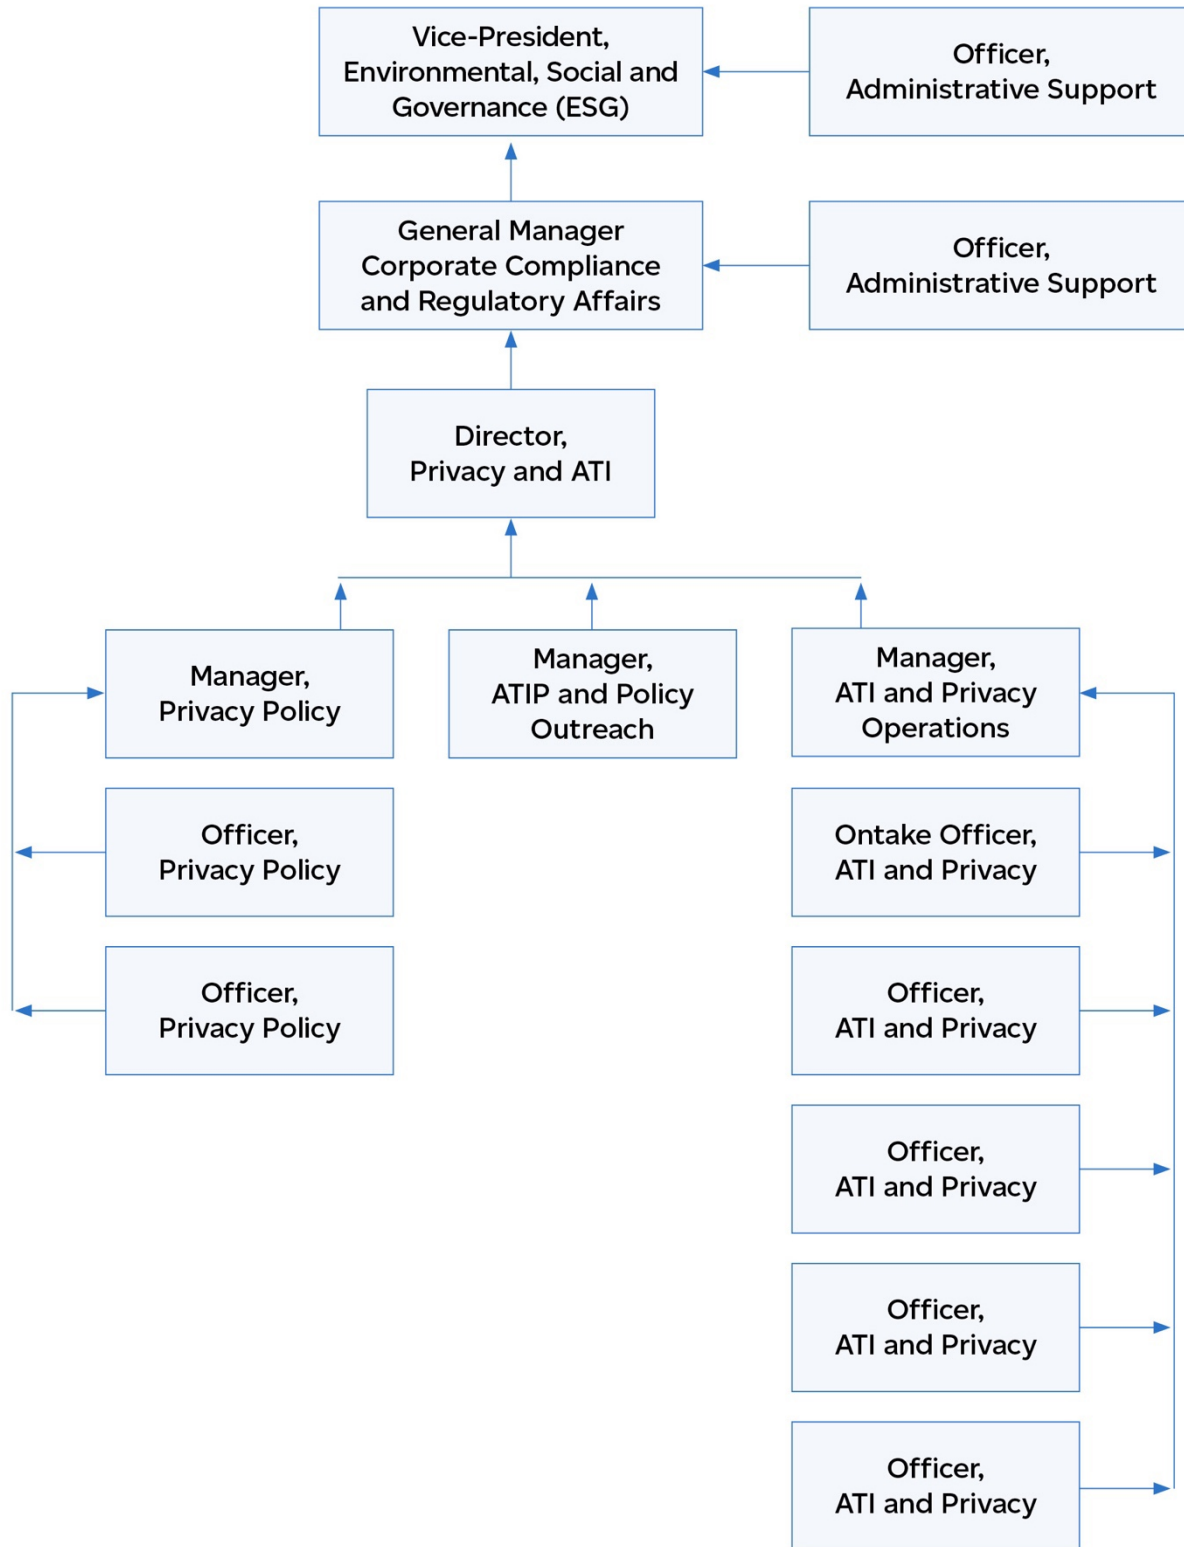 Vice-President,
Environmental, Social and
Governance (ESG)
Officer,
Administrative Support
General Manager
Corporate Compliance
and Regulatory Affairs
Officer,
Administrative Support
Director,
Privacy and ATI
Manager,
Privacy Policy
Manager,
ATIP and Policy
Outreach
Manager,
ATI and Privacy
Operations
Officer,
Privacy Policy
Ontake Officer,
ATI and Privacy
Officer,
Privacy Policy
Officer,
ATI and Privacy
Officer,
ATI and Privacy
Officer,
ATI and Privacy
Officer,
ATI and Privacy